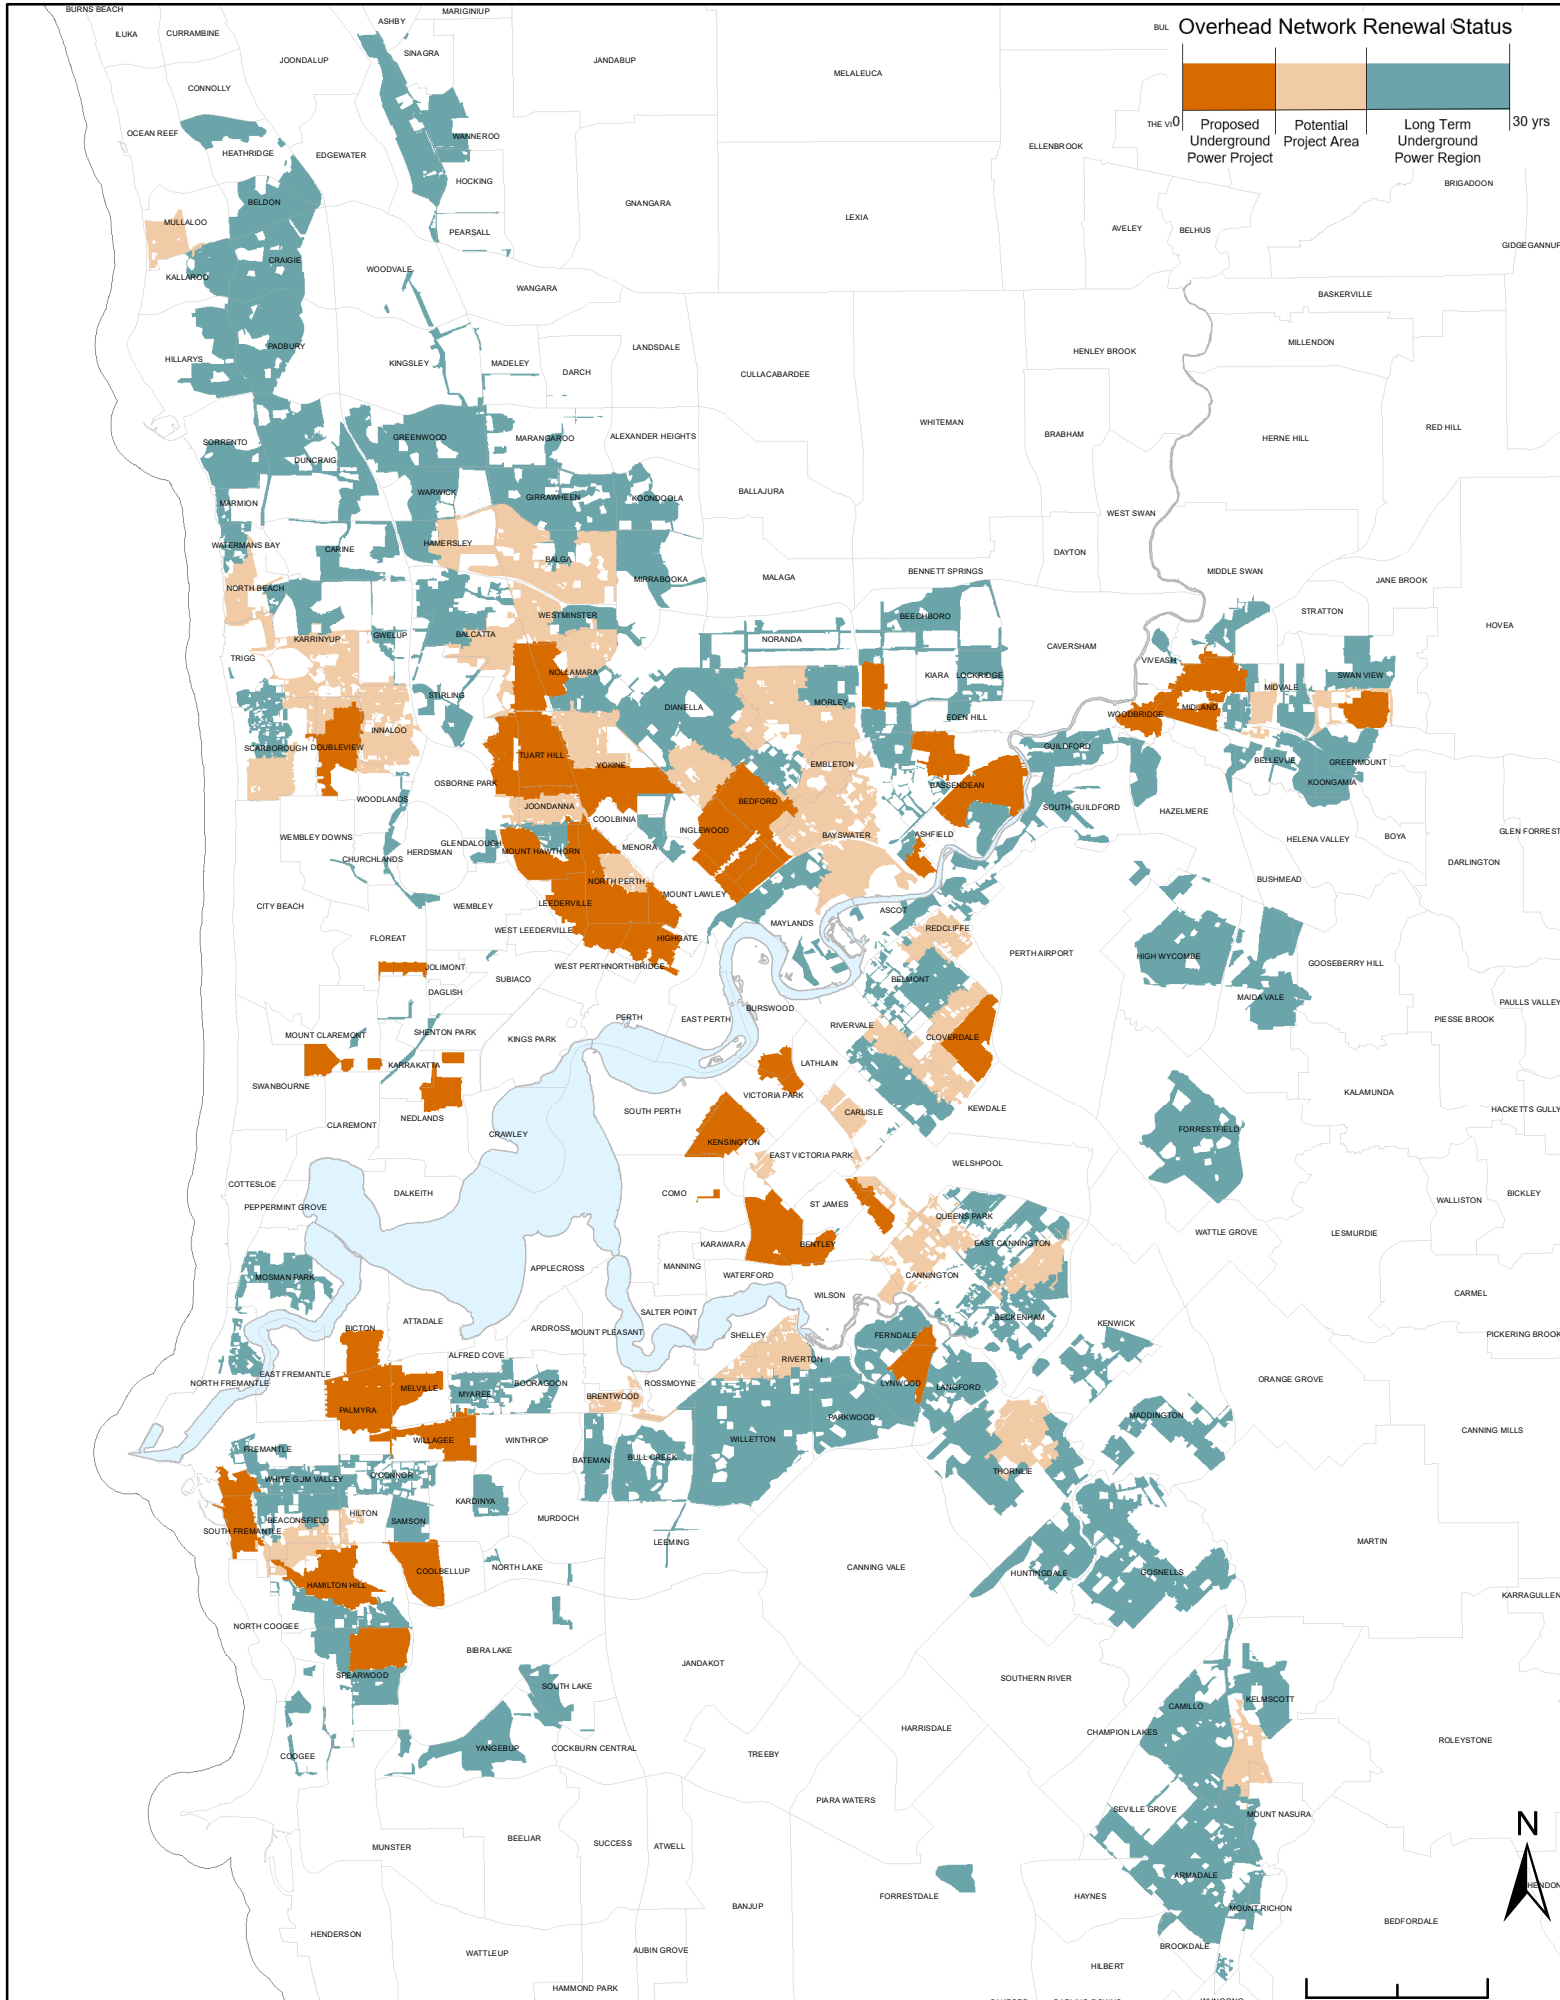 BURNS BEACH
MARIGINIUP
ASHBY
BUL
Overhead Network Renewal Status
ILUKA
CURRAMBINE
SINAGRA
JOONDALUP
JANDABUP
MELALEUCA
CONNOLLY
OCEAN REEF
WANNEROO
THE VI
0
Proposed
Underground
Power Project
Potential
Project Area
Long Term
Underground
Power Region
30 yrs
HEATHRIDGE
EDGEWATER
ELLENBROOK
HOCKING
BRIGADOON
BELDON
GNANGARA
LEXIA
MULLALOO
PEARSALL
AVELEY
BELHUS
GIDGEGANNUP
CRAIGIE
WOODVALE
KALLAROO
WANGARA
BASKERVILLE
PADBURY
LANDSDALE
HENLEY BROOK
MILLENDON
HILLARYS
KINGSLEY
MADELEY
DARCH
CULLACABARDEE
WHITEMAN
BRABHAM
HERNE HILL
RED HILL
SORRENTO
GREENWOOD
MARANGAROO
ALEXANDER HEIGHTS
DUNCRAIG
WARWICK
GIRRAWHEEN
KOONDOOLA
BALLAJURA
MARMION
WEST SWAN
WATERMANS BAY
CARINE
HAMERSLEY
BALGA
DAYTON
MIRRABOOKA
MALAGA
BENNETT SPRINGS
MIDDLE SWAN
JANE BROOK
NORTH BEACH
WESTMINSTER
BEECHBORO
STRATTON
HOVEA
KARRINYUP
GWELUP
BALCATTA
NORANDA
CAVERSHAM
TRIGG
NOLLAMARA
KIARA
LOCKRIDGE
VIVEASH
SWAN VIEW
STIRLING
DIANELLA
MORLEY
MIDVALE
EDEN HILL
WOODBRIDGE
MIDLAND
INNALOO
SCARBOROUGH
DOUBLEVIEW
TUART HILL
YOKINE
EMBLETON
GUILDFORD
BELLEVUE
GREENMOUNT
OSBORNE PARK
BASSENDEAN
KOONGAMIA
WOODLANDS
JOONDANNA
BEDFORD
SOUTH GUILDFORD
HAZELMERE
COOLBINIA
INGLEWOOD
BAYSWATER
ASHFIELD
WEMBLEY DOWNS
GLENDALOUGH
MOUNT HAWTHORN
MENORA
HELENA VALLEY
BOYA
GLEN FORREST
CHURCHLANDS
HERDSMAN
DARLINGTON
NORTH PERTH
MOUNT LAWLEY
BUSHMEAD
CITY BEACH
WEMBLEY
LEEDERVILLE
ASCOT
MAYLANDS
REDCLIFFE
FLOREAT
WEST LEEDERVILLE
HIGHGATE
PERTH AIRPORT
HIGH WYCOMBE
GOOSEBERRY HILL
JOLIMONT
WEST PERTH
NORTHBRIDGE
SUBIACO
BELMONT
DAGLISH
MAIDA VALE
PAULLS VALLEY
BURSWOOD
PERTH
EAST PERTH
RIVERVALE
PIESSE BROOK
MOUNT CLAREMONT
SHENTON PARK
KINGS PARK
CLOVERDALE
KARRAKATTA
LATHLAIN
SWANBOURNE
VICTORIA PARK
KALAMUNDA
SOUTH PERTH
CARLISLE
KEWDALE
HACKETTS GULLY
NEDLANDS
CLAREMONT
CRAWLEY
KENSINGTON
FORRESTFIELD
EAST VICTORIA PARK
WELSHPOOL
COTTESLOE
DALKEITH
COMO
PEPPERMINT GROVE
ST JAMES
WALLISTON
BICKLEY
QUEENS PARK
WATTLE GROVE
LESMURDIE
KARAWARA
BENTLEY
EAST CANNINGTON
MOSMAN PARK
APPLECROSS
MANNING
WATERFORD
CANNINGTON
WILSON
CARMEL
ATTADALE
SALTER POINT
BECKENHAM
KENWICK
BICTON
ARDROSS
MOUNT PLEASANT
SHELLEY
FERNDALE
PICKERING BROOK
ALFRED COVE
RIVERTON
EAST FREMANTLE
NORTH FREMANTLE
MELVILLE
MYAREE
BOORAGOON
ROSSMOYNE
LYNWOOD
LANGFORD
ORANGE GROVE
BRENTWOOD
PALMYRA
PARKWOOD
MADDINGTON
WILLAGEE
WINTHROP
WILLETTON
CANNING MILLS
FREMANTLE
BATEMAN
BULL CREEK
WHITE GUM VALLEY
O'CONNOR
THORNLIE
KARDINYA
HILTON
BEACONSFIELD
SAMSON
MURDOCH
SOUTH FREMANTLE
LEEMING
MARTIN
COOLBELLUP
NORTH LAKE
CANNING VALE
HUNTINGDALE
GOSNELLS
HAMILTON HILL
KARRAGULLEN
NORTH COOGEE
BIBRA LAKE
JANDAKOT
SOUTHERN RIVER
SPEARWOOD
SOUTH LAKE
CAMILLO
KELMSCOTT
HARRISDALE
CHAMPION LAKES
ROLEYSTONE
COOGEE
YANGEBUP
COCKBURN CENTRAL
TREEBY
PIARA WATERS
SEVILLE GROVE
MOUNT NASURA
N
MUNSTER
BEELIAR
SUCCESS
ATWELL
ARMADALE
FORRESTDALE
HAYNES
HENDON
BANJUP
MOUNT RICHON
BEDFORDALE
HENDERSON
WATTLEUP
AUBIN GROVE
BROOKDALE
HILBERT
HAMMOND PARK